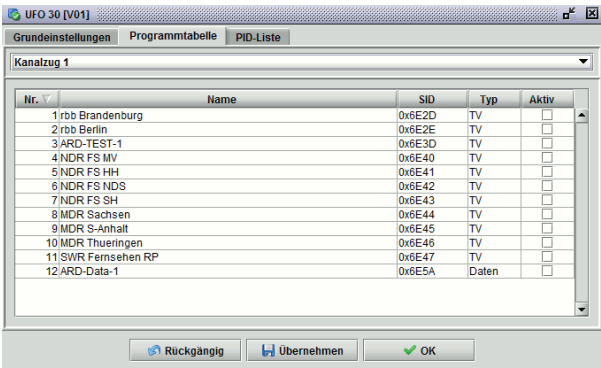 UFO 30 [V01]
Grundeinstellungen Programmtabelle PID-Liste
Kanalzug 1
Nr. Name SID Typ Aktiv
1 rbb Brandenburg 0x6E2D TV
2 rbb Berlin 0x6E2E TV
3 ARD-TEST-1 0x6E3D TV
4 NDR FS MV 0x6E40 TV
5 NDR FS HH 0x6E41 TV
6 NDR FS NDS 0x6E42 TV
7 NDR FS SH 0x6E43 TV
8 MDR Sachsen 0x6E44 TV
9 MDR S-Anhalt 0x6E45 TV
10 MDR Thueringen 0x6E46 TV
11 SWR Fernsehen RP 0x6E47 TV
12 ARD-Data-1 0x6E5A Daten
Rückgängig Übernehmen OK